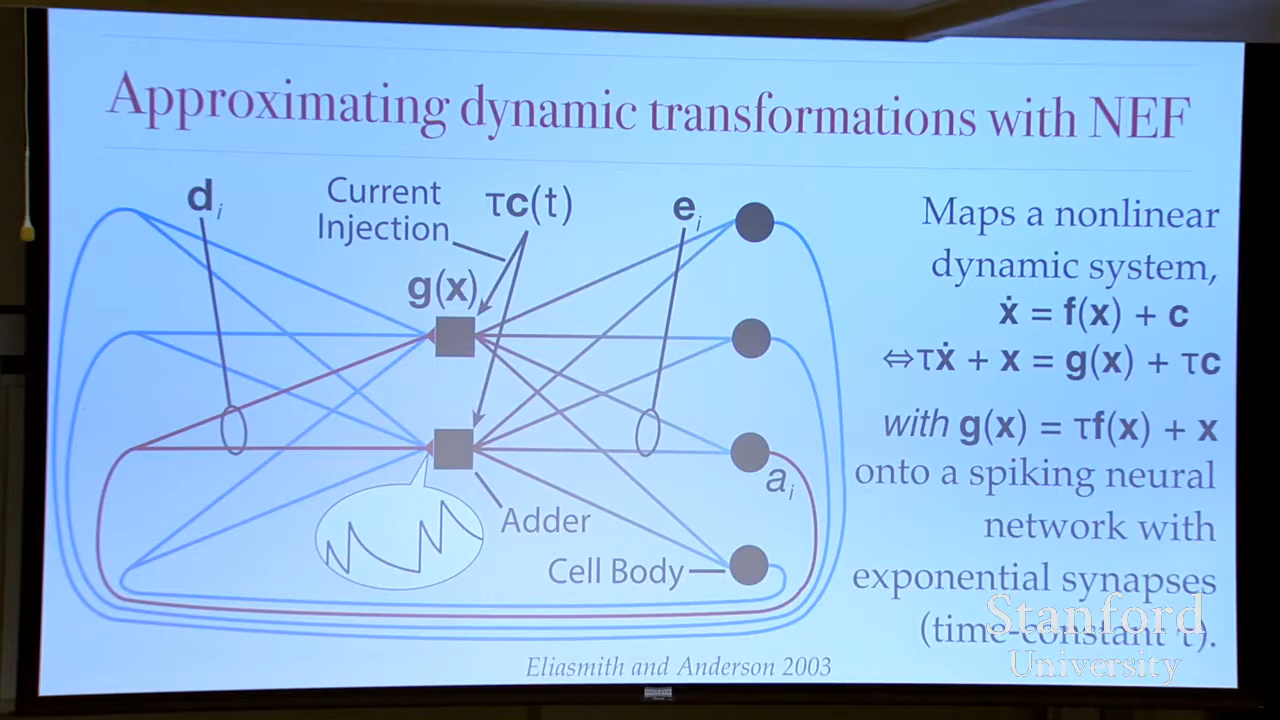 Approximating dynamic transformations with NEF
dᵢ
Current
Injection
τc(t)
eᵢ
g(x)
aᵢ
Adder
Cell Body
Maps a nonlinear
dynamic system,
ẋ = f(x) + c
⇔τẋ + x = g(x) + τc
with g(x) = τf(x) + x
onto a spiking neural
network with
exponential synapses
(time-constant τ).
Eliasmith and Anderson 2003
Stanford
University